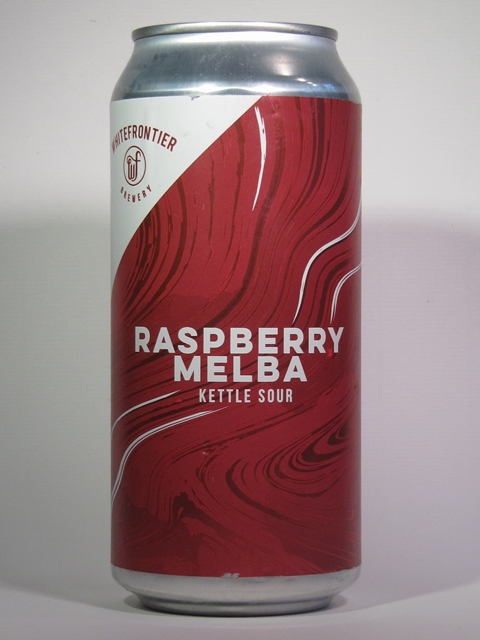 WHITEFRONTIER
wf
BREWERY
RASPBERRY
MELBA
KETTLE SOUR